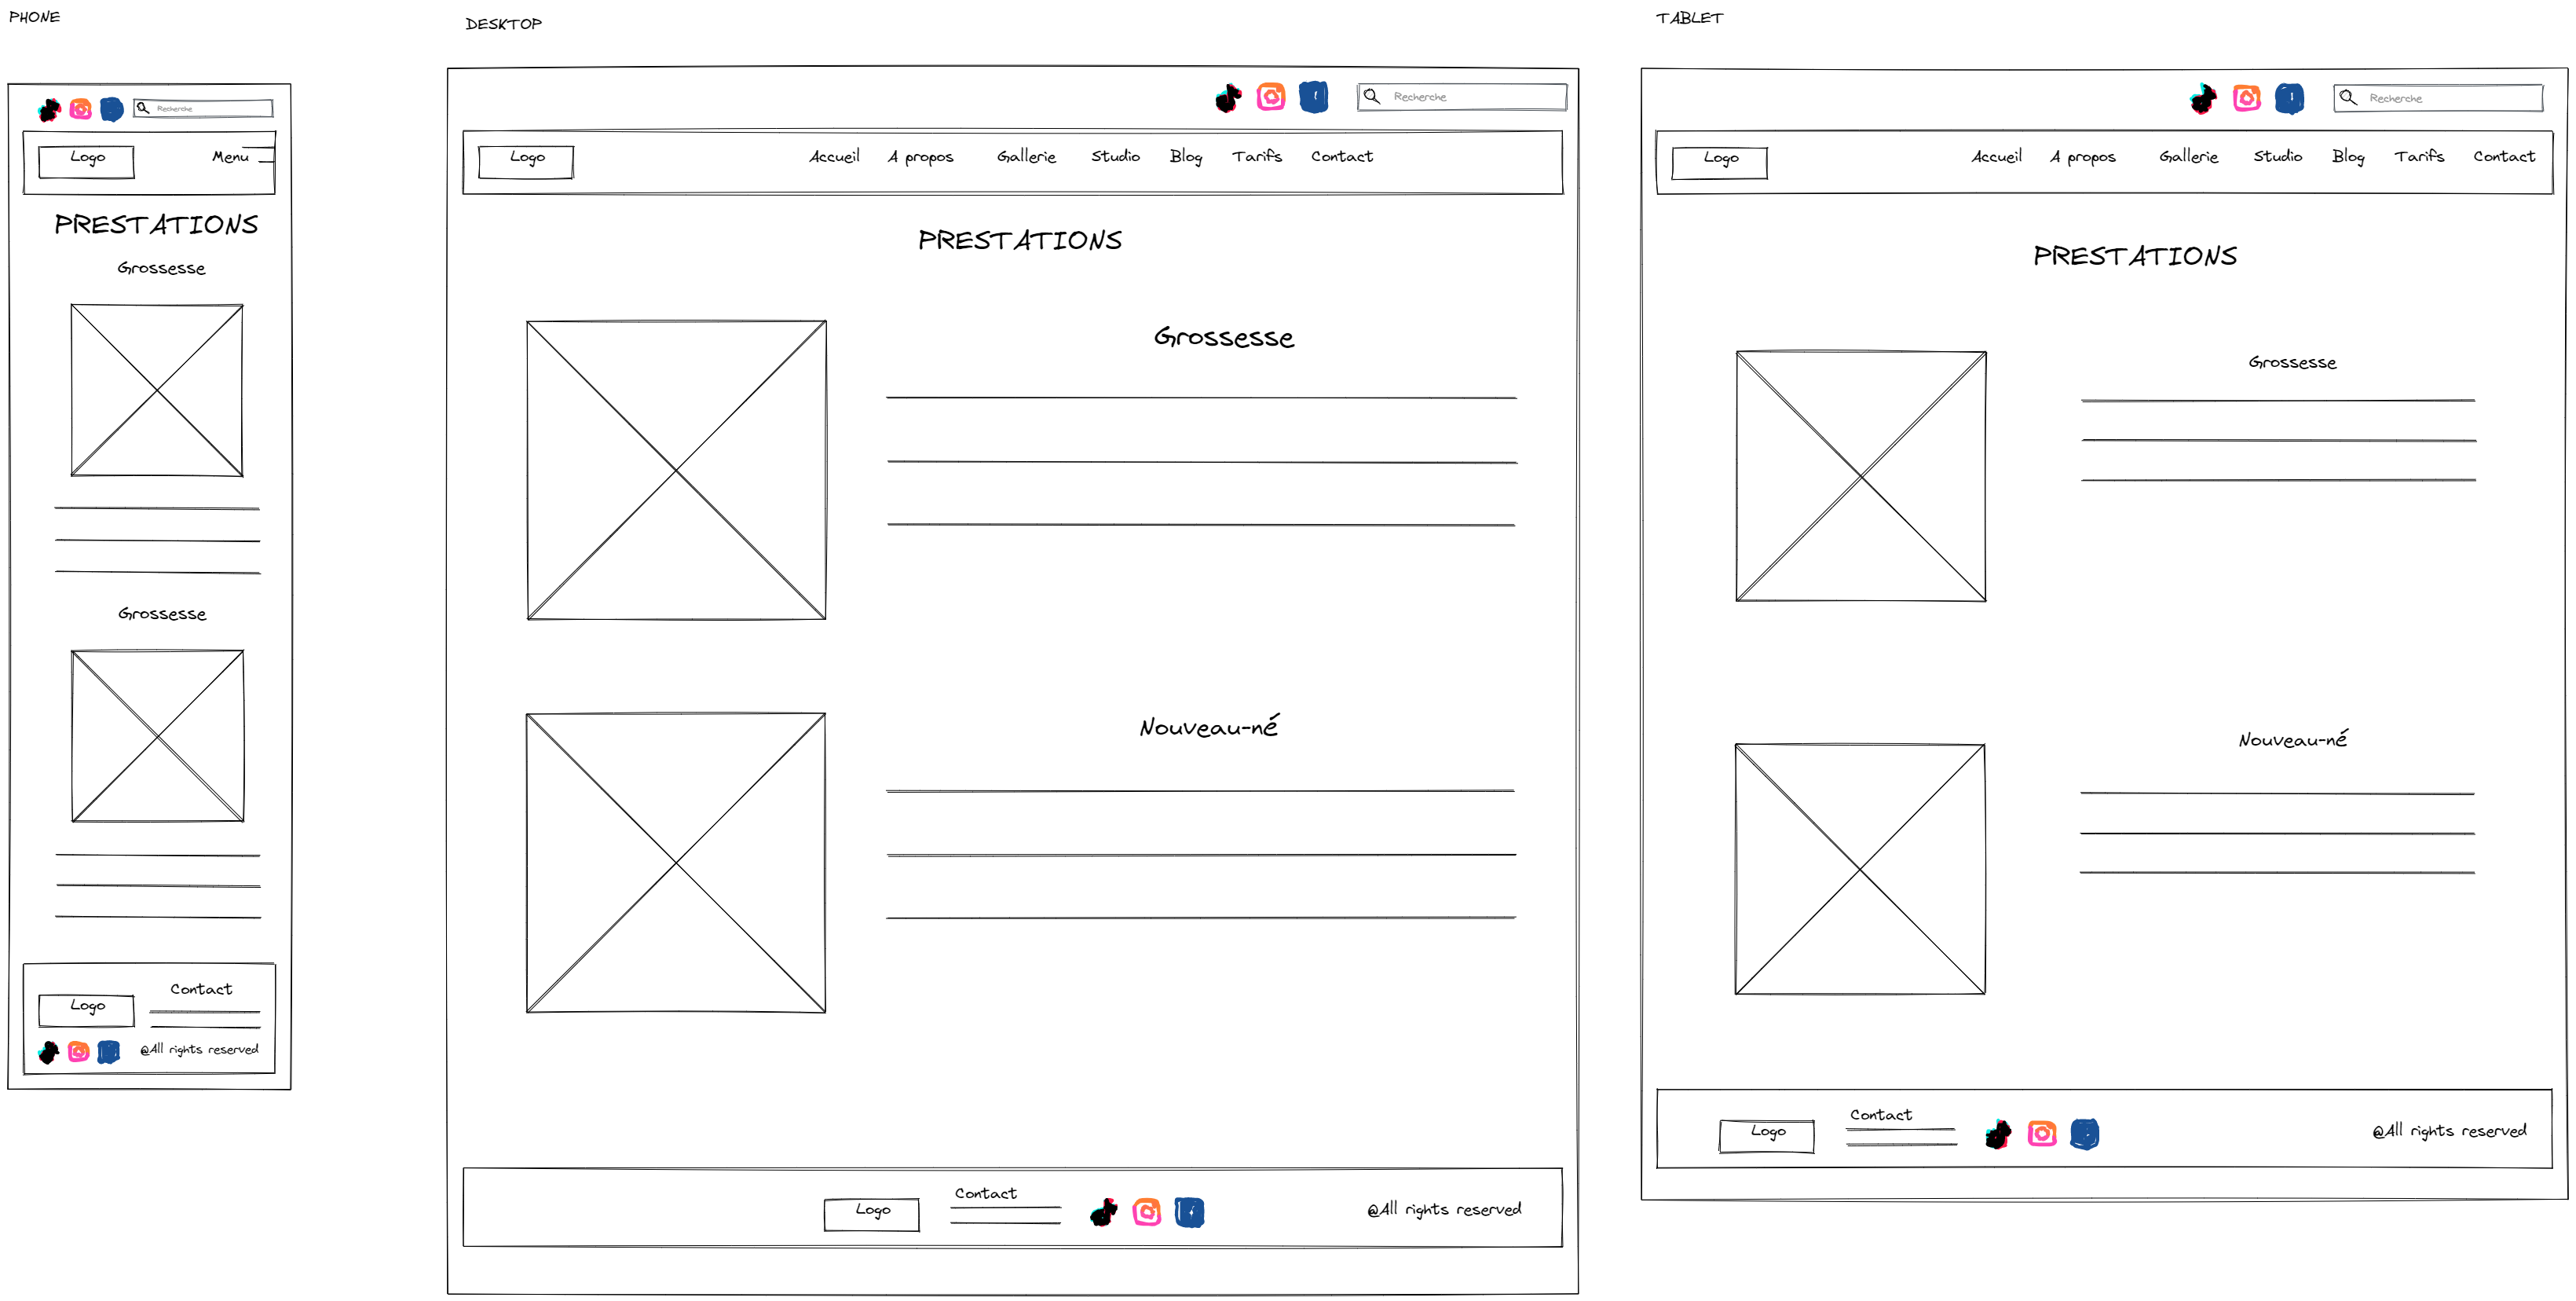 PHONE
Recherche
Logo
Menu
PRESTATIONS
Grossesse
Grossesse
Contact
Logo
@All rights reserved
DESKTOP
Recherche
Logo
Accueil A propos Gallerie Studio Blog Tarifs Contact
PRESTATIONS
Grossesse
Nouveau-né
Contact
Logo
@All rights reserved
TABLET
Recherche
Logo
Accueil A propos Gallerie Studio Blog Tarifs Contact
PRESTATIONS
Grossesse
Nouveau-né
Contact
Logo
@All rights reserved